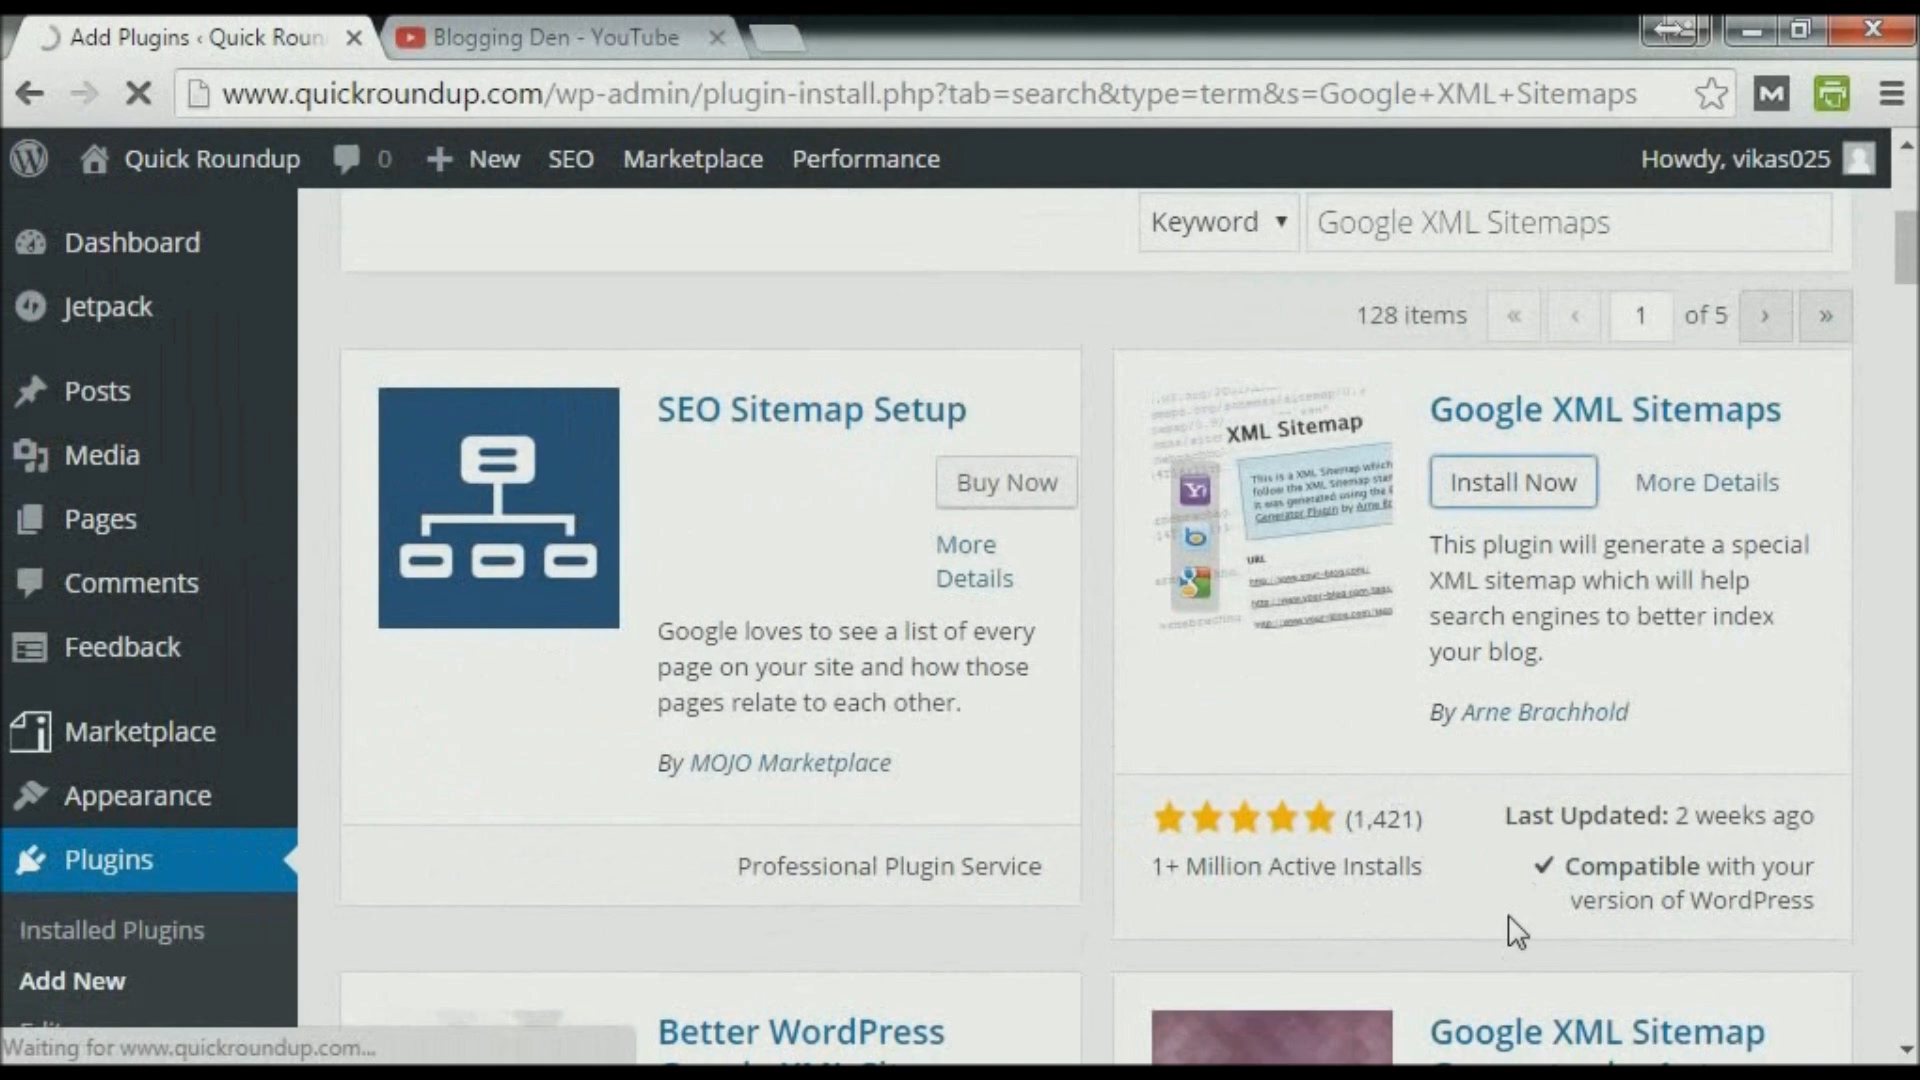 Add Plugins ‹ Quick Roun
Blogging Den - YouTube
www.quickroundup.com/wp-admin/plugin-install.php?tab=search&type=term&s=Google+XML+Sitemaps
Quick Roundup
0
New
SEO
Marketplace
Performance
Howdy, vikas025
Dashboard
Jetpack
Posts
Media
Pages
Comments
Feedback
Marketplace
Appearance
Plugins
Installed Plugins
Add New
Waiting for www.quickroundup.com...
Keyword
Google XML Sitemaps
128 items
«
‹
1
of 5
›
»
SEO Sitemap Setup
Buy Now
More
Details
Google loves to see a list of every
page on your site and how those
pages relate to each other.
By MOJO Marketplace
Professional Plugin Service
XML Sitemap
This is a XML Sitemap which
URL
Google XML Sitemaps
Install Now
More Details
This plugin will generate a special
XML sitemap which will help
search engines to better index
your blog.
By Arne Brachhold
(1,421)
Last Updated: 2 weeks ago
1+ Million Active Installs
Compatible with your
version of WordPress
Better WordPress
Google XML Sitemap